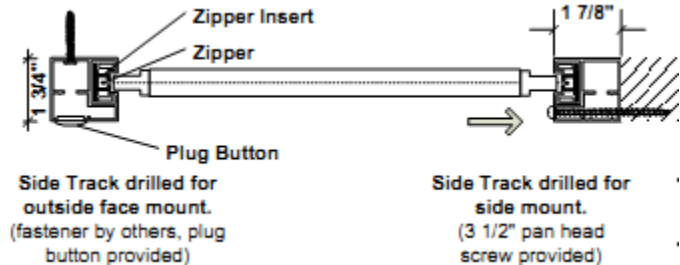 Zipper Insert
Zipper
1 7/8"
1 3/4"
Plug Button
Side Track drilled for
outside face mount.
(fastener by others, plug
button provided)
Side Track drilled for
side mount.
(3 1/2" pan head
screw provided)